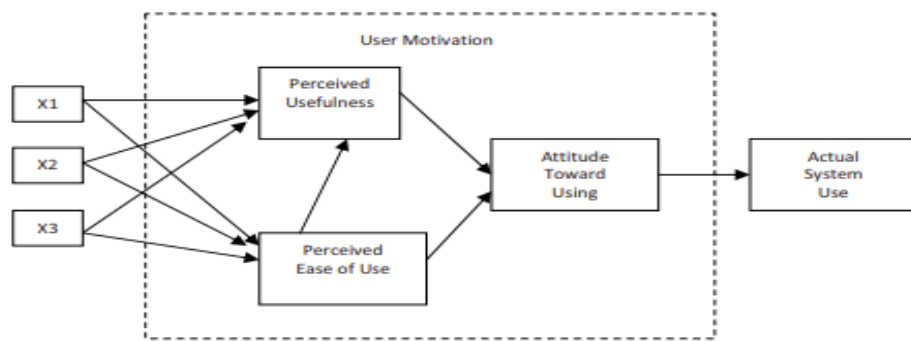 User Motivation
X1
X2
X3
Perceived
Usefulness
Perceived
Ease of Use
Attitude
Toward
Using
Actual
System
Use